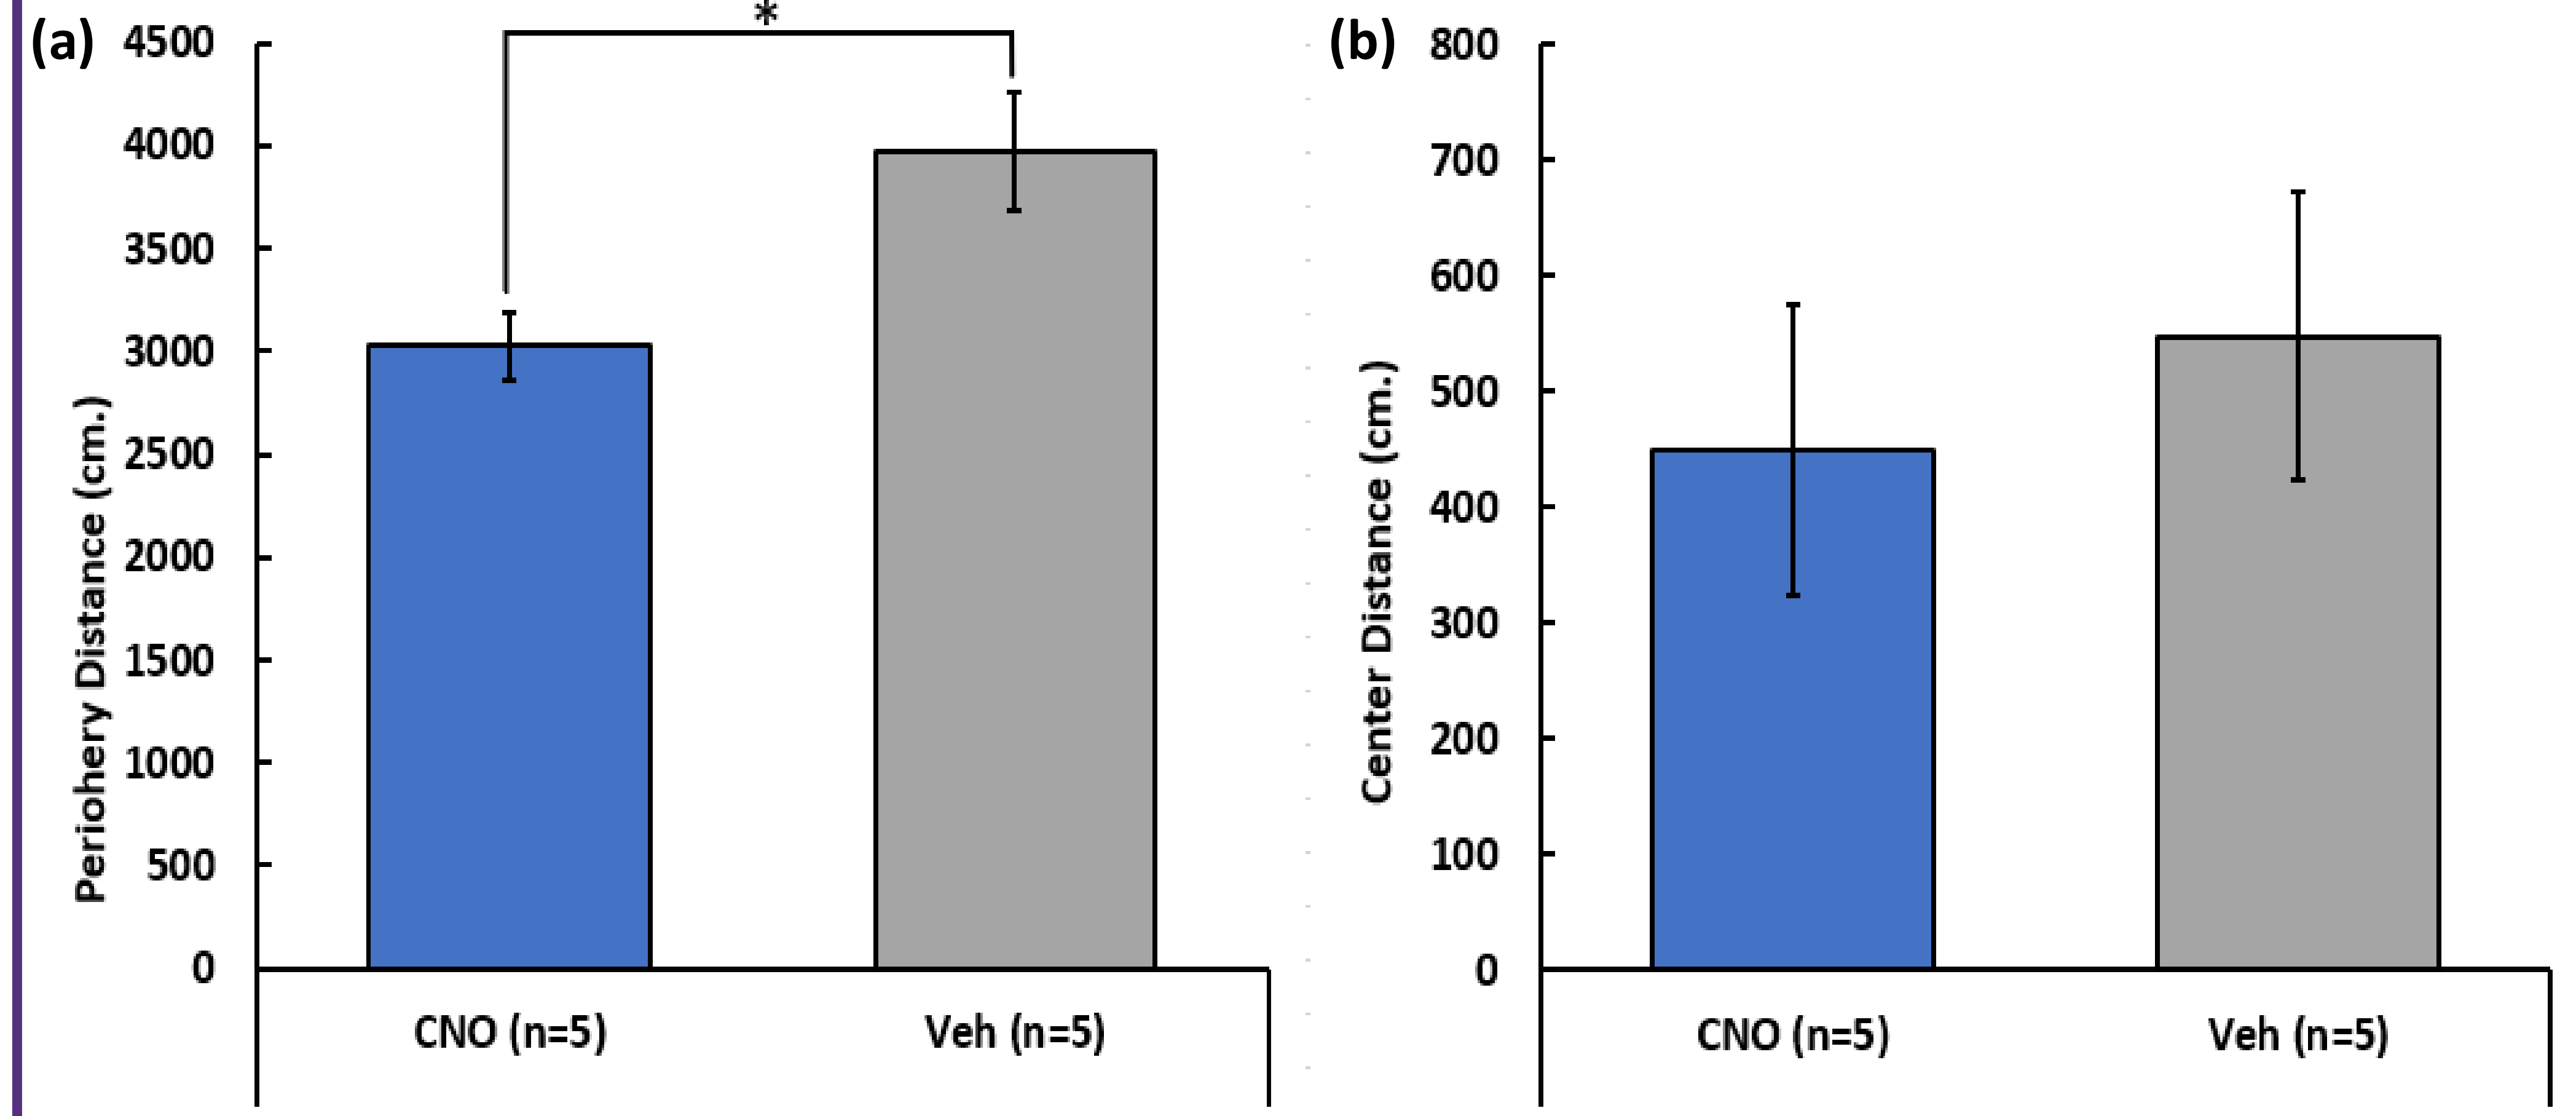 (a)
*
4500
4000
3500
3000
2500
2000
1500
1000
500
0
Periohery Distance (cm.)
CNO (n=5)
Veh (n=5)
(b)
800
700
600
500
400
300
200
100
0
Center Distance (cm.)
CNO (n=5)
Veh (n=5)